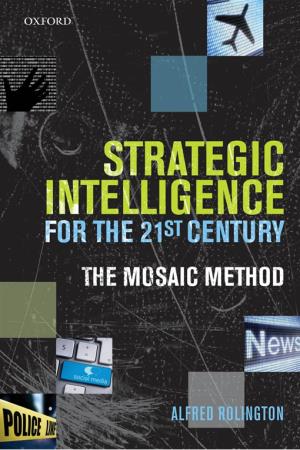 OXFORD
STRATEGIC
INTELLIGENCE
FOR THE 21ST CENTURY
THE MOSAIC METHOD
News
social media
ALFRED ROLINGTON
POLICE LINE